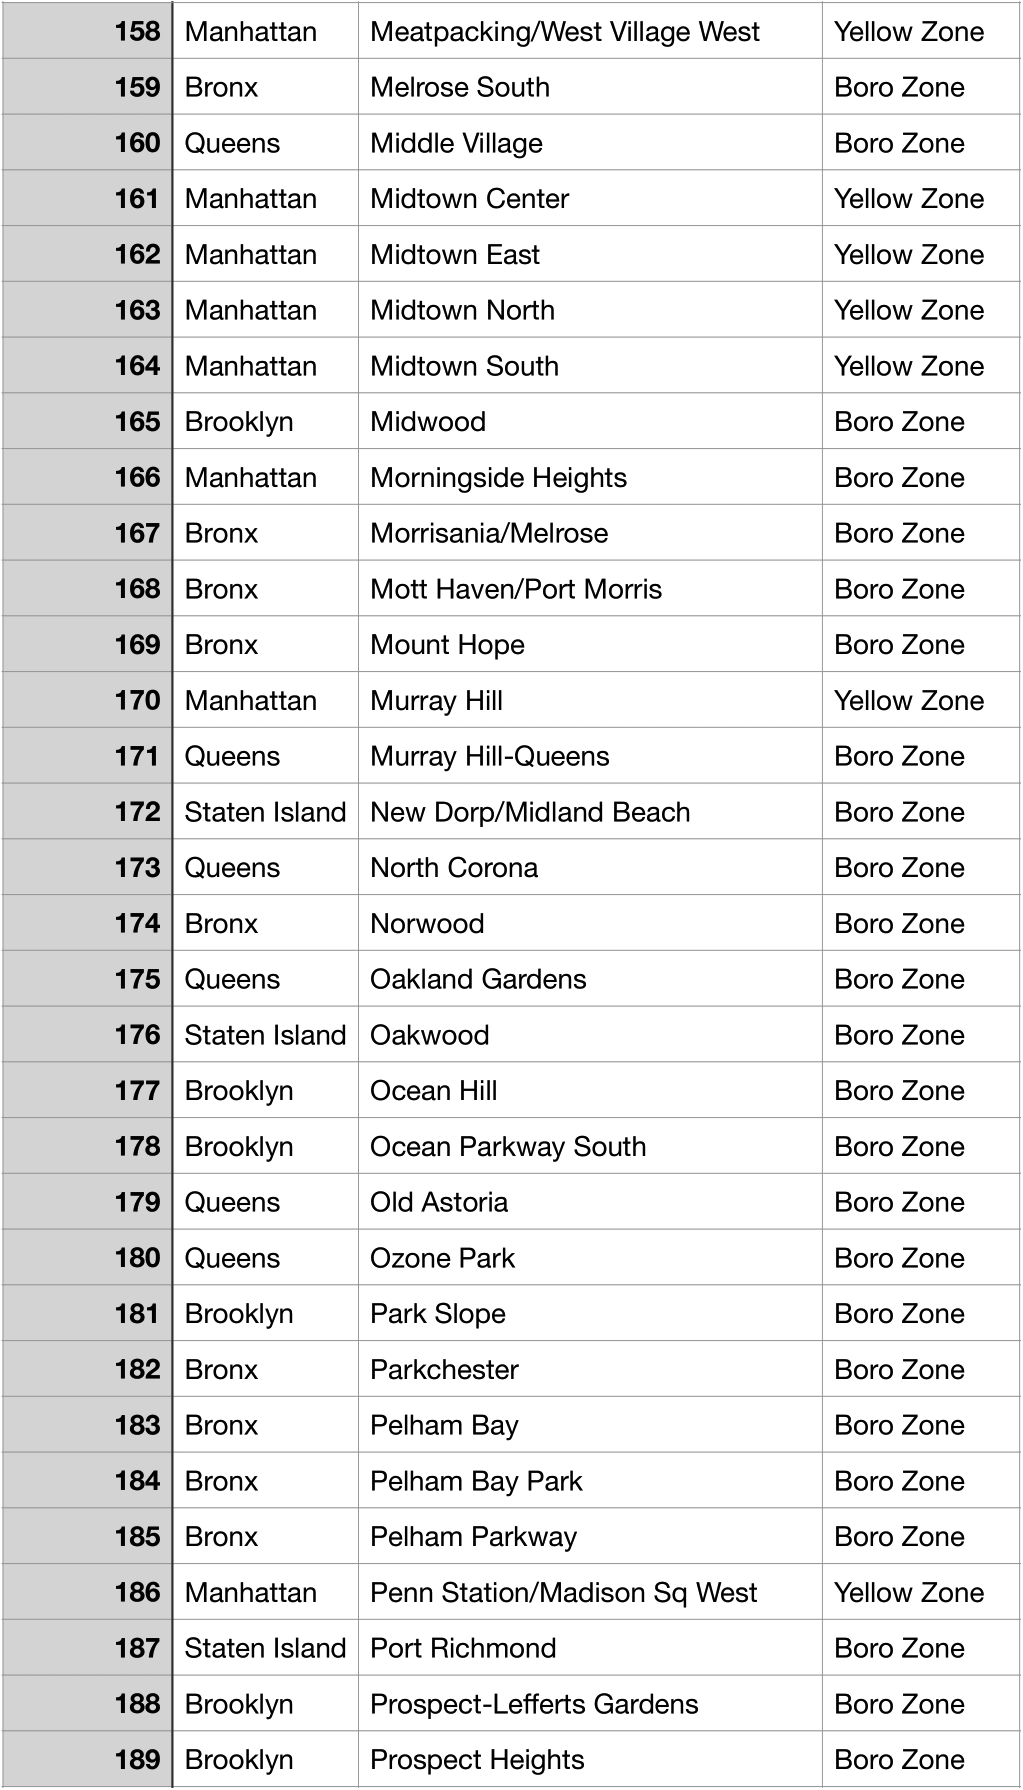 158 Manhattan Meatpacking/West Village West Yellow Zone
159 Bronx Melrose South Boro Zone
160 Queens Middle Village Boro Zone
161 Manhattan Midtown Center Yellow Zone
162 Manhattan Midtown East Yellow Zone
163 Manhattan Midtown North Yellow Zone
164 Manhattan Midtown South Yellow Zone
165 Brooklyn Midwood Boro Zone
166 Manhattan Morningside Heights Boro Zone
167 Bronx Morrisania/Melrose Boro Zone
168 Bronx Mott Haven/Port Morris Boro Zone
169 Bronx Mount Hope Boro Zone
170 Manhattan Murray Hill Yellow Zone
171 Queens Murray Hill-Queens Boro Zone
172 Staten Island New Dorp/Midland Beach Boro Zone
173 Queens North Corona Boro Zone
174 Bronx Norwood Boro Zone
175 Queens Oakland Gardens Boro Zone
176 Staten Island Oakwood Boro Zone
177 Brooklyn Ocean Hill Boro Zone
178 Brooklyn Ocean Parkway South Boro Zone
179 Queens Old Astoria Boro Zone
180 Queens Ozone Park Boro Zone
181 Brooklyn Park Slope Boro Zone
182 Bronx Parkchester Boro Zone
183 Bronx Pelham Bay Boro Zone
184 Bronx Pelham Bay Park Boro Zone
185 Bronx Pelham Parkway Boro Zone
186 Manhattan Penn Station/Madison Sq West Yellow Zone
187 Staten Island Port Richmond Boro Zone
188 Brooklyn Prospect-Lefferts Gardens Boro Zone
189 Brooklyn Prospect Heights Boro Zone